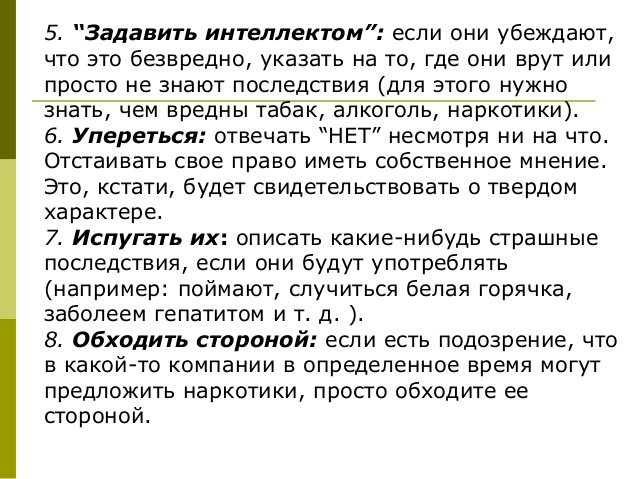 5. “Задавить интеллектом”: если они убеждают,
что это безвредно, указать на то, где они врут или
просто не знают последствия (для этого нужно
знать, чем вредны табак, алкоголь, наркотики).
6. Упереться: отвечать “НЕТ” несмотря ни на что.
Отстаивать свое право иметь собственное мнение.
Это, кстати, будет свидетельствовать о твердом
характере.
7. Испугать их: описать какие-нибудь страшные
последствия, если они будут употреблять
(например: поймают, случиться белая горячка,
заболеем гепатитом и т. д. ).
8. Обходить стороной: если есть подозрение, что
в какой-то компании в определенное время могут
предложить наркотики, просто обходите ее
стороной.